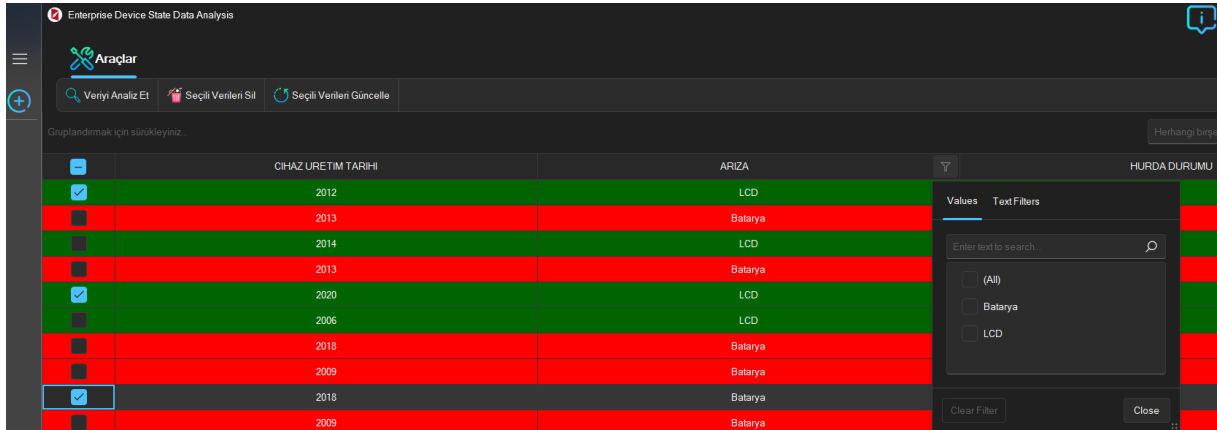 Enterprise Device State Data Analysis
Araçlar
Veriyi Analiz Et Seçili Verileri Sil Seçili Verileri Güncelle
Gruplandırmak için sürükleyiniz..
Herhangi birşe
CIHAZ URETIM TARIHI ARIZA HURDA DURUMU
2012 LCD
2013 Batarya
2014 LCD
2013 Batarya
2020 LCD
2006 LCD
2018 Batarya
2009 Batarya
2018 Batarya
2009 Batarya
Values Text Filters
Enter text to search...
(All)
Batarya
LCD
Clear Filter Close